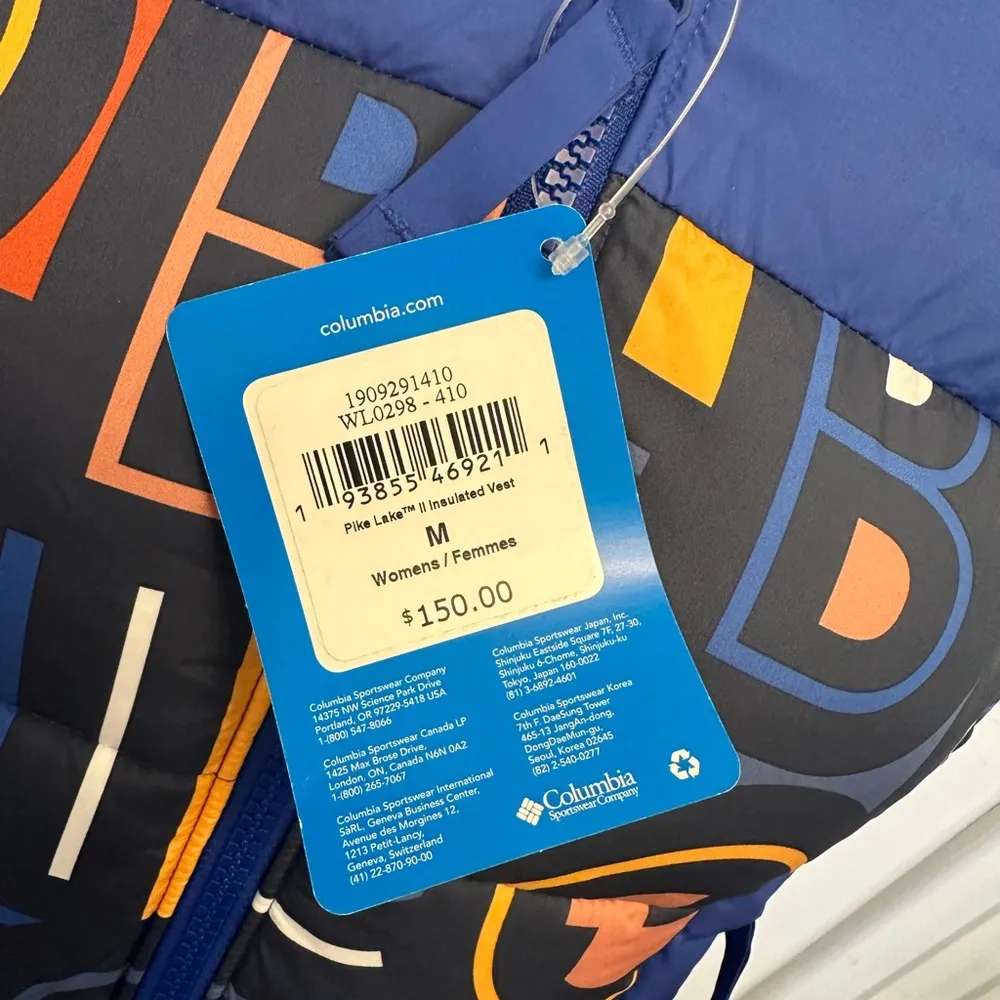 columbia.com
1909291410
WL0298 - 410
1 93855 46921 1
Pike Lake™ II Insulated Vest
M
Womens / Femmes
$150.00
Columbia Sportswear Company
14375 NW Science Park Drive
Portland, OR 97229-5418 USA
1-(800) 547-8066
Columbia Sportswear Canada LP
1425 Max Brose Drive,
London, ON, Canada N6N 0A2
1-(800) 265-7067
Columbia Sportswear International
SàRL, Geneva Business Center,
Avenue des Morgines 12,
1213 Petit-Lancy,
Geneva, Switzerland
(41) 22-870-90-00
Columbia Sportswear Japan, Inc.
Shinjuku Eastside Square 7F, 27-30,
Shinjuku 6-Chome, Shinjuku-ku
Tokyo, Japan 160-0022
(81) 3-6892-4601
Columbia Sportswear Korea
7th F. DaeSung Tower
465-13 JangAn-dong,
DongDaeMun-gu,
Seoul, Korea 02645
(82) 2-540-0277
Columbia
Sportswear Company